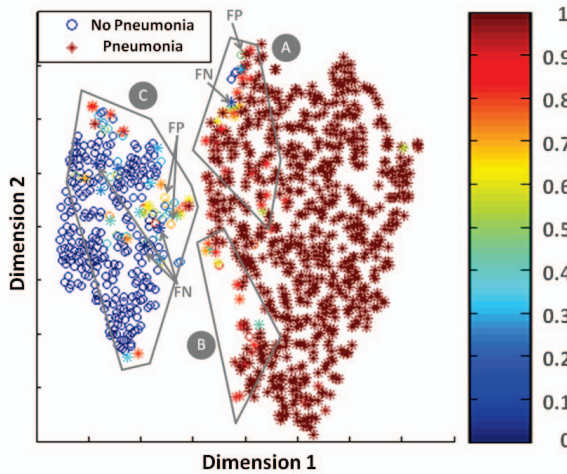 No Pneumonia
Pneumonia
FP
A
FN
C
FP
FN
B
Dimension 2
Dimension 1
1
0.9
0.8
0.7
0.6
0.5
0.4
0.3
0.2
0.1
0